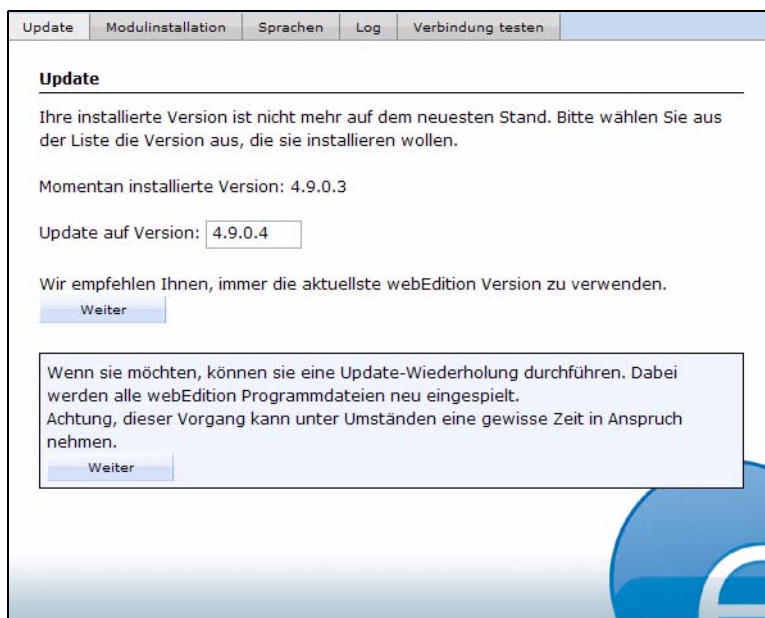 Update Modulinstallation Sprachen Log Verbindung testen
Update
Ihre installierte Version ist nicht mehr auf dem neuesten Stand. Bitte wählen Sie aus
der Liste die Version aus, die sie installieren wollen.
Momentan installierte Version: 4.9.0.3
Update auf Version: 4.9.0.4
Wir empfehlen Ihnen, immer die aktuellste webEdition Version zu verwenden.
Weiter
Wenn sie möchten, können sie eine Update-Wiederholung durchführen. Dabei
werden alle webEdition Programmdateien neu eingespielt.
Achtung, dieser Vorgang kann unter Umständen eine gewisse Zeit in Anspruch
nehmen.
Weiter